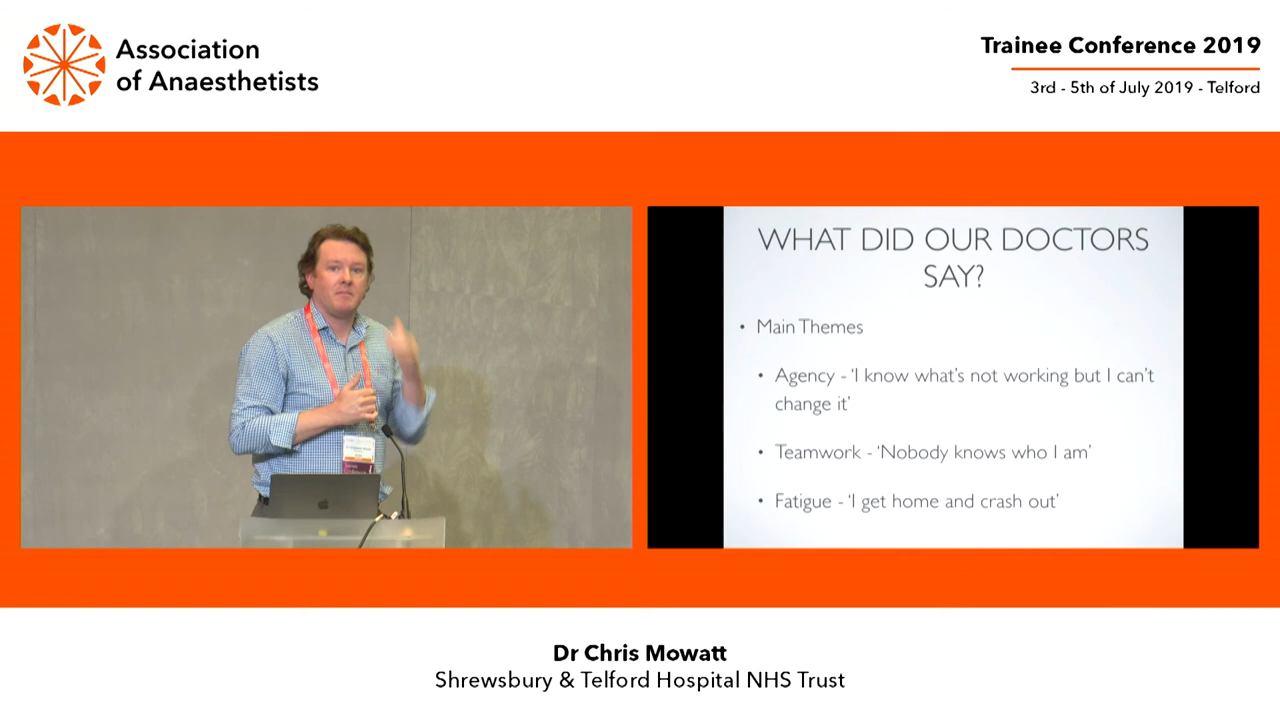 Association
of Anaesthetists
Trainee Conference 2019
3rd - 5th of July 2019 - Telford
WHAT DID OUR DOCTORS
SAY?
• Main Themes
• Agency - ‘I know what’s not working but I can’t
change it’
• Teamwork - ‘Nobody knows who I am’
• Fatigue - ‘I get home and crash out’
Dr Chris Mowatt
Shrewsbury & Telford Hospital NHS Trust